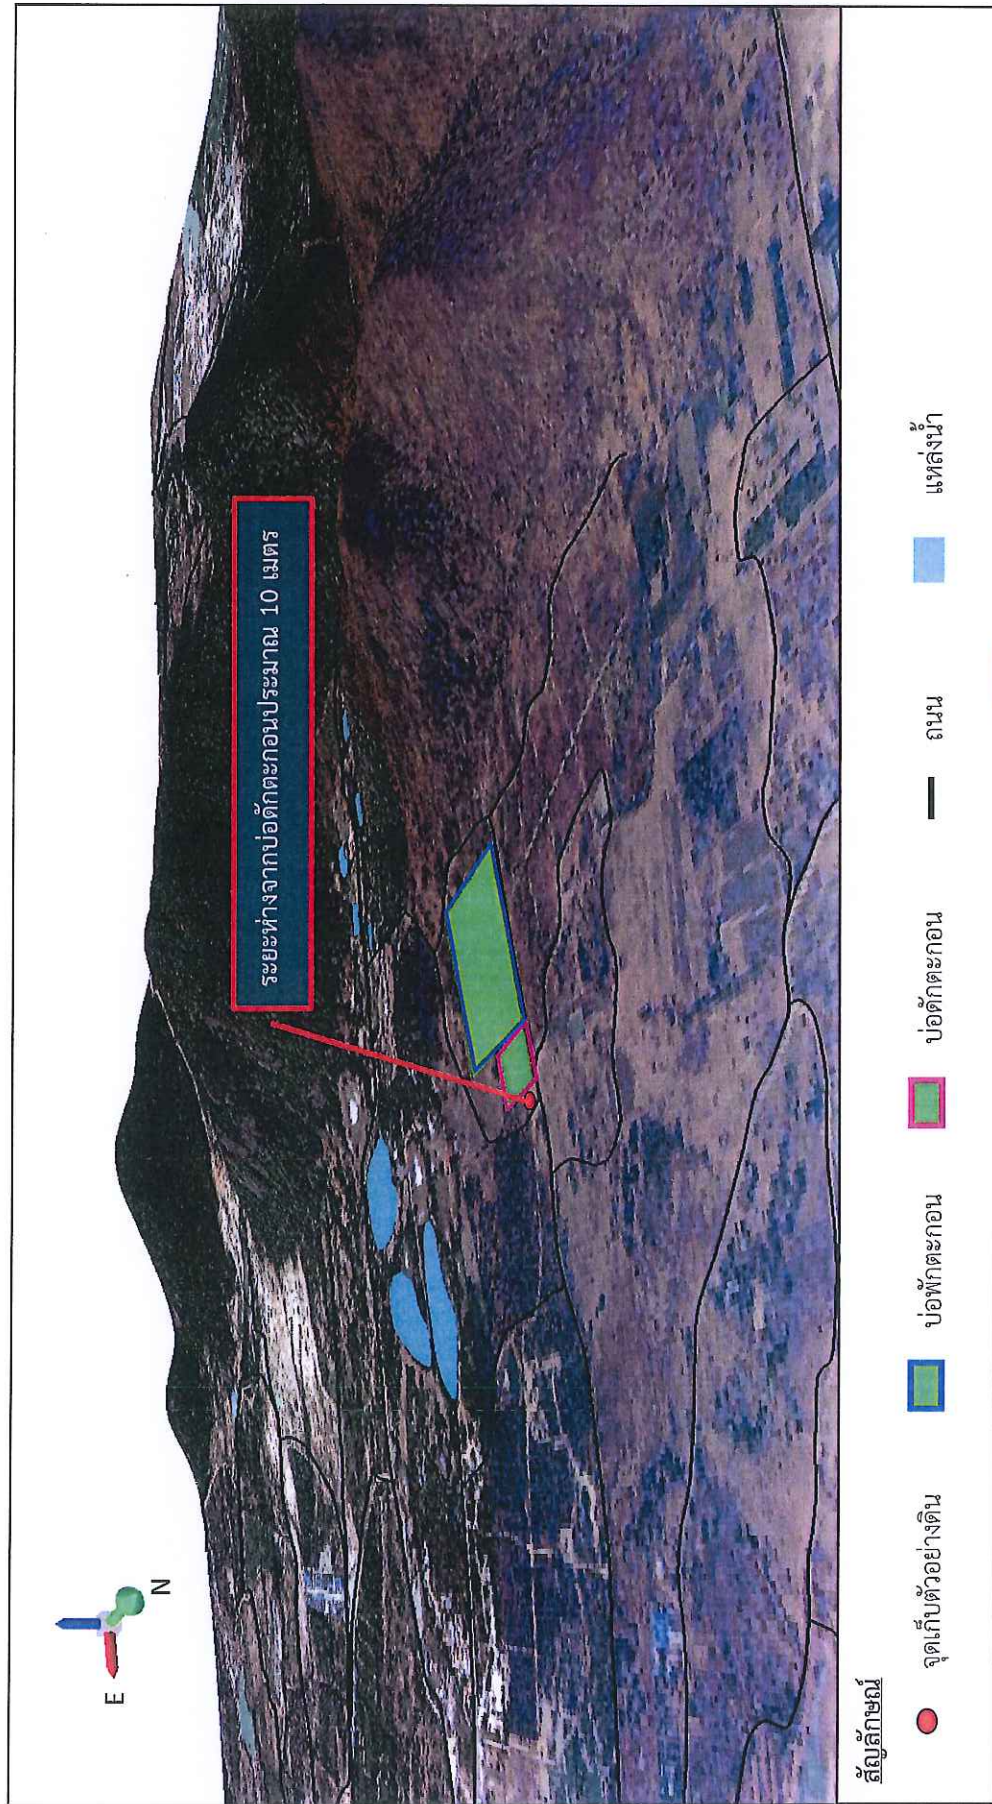 E
N
ระยะห่างจากบ่อดักตะกอนประมาณ 10 เมตร
สัญลักษณ์
จุดเก็บตัวอย่างดิน
บ่อพักตะกอน
บ่อดักตะกอน
ถนน
แหล่งน้ำ